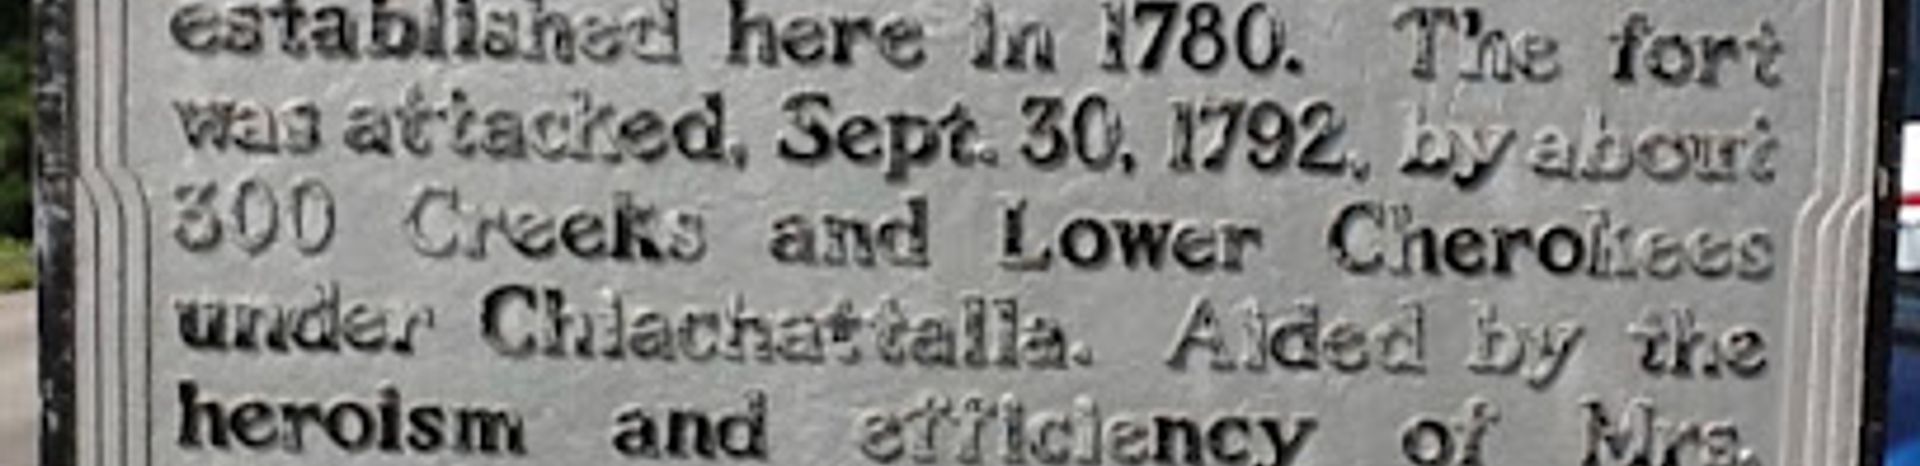 established here in 1780. The fort
was attacked, Sept. 30, 1792, by about
300 Creeks and Lower Cherokees
under Chiachattalla. Aided by the
heroism and efficiency of Mrs.